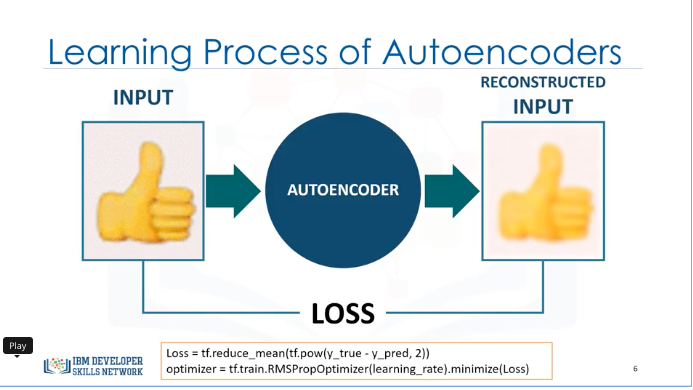 Learning Process of Autoencoders
INPUT
RECONSTRUCTED
INPUT
AUTOENCODER
LOSS
Play
IBM DEVELOPER
SKILLS NETWORK
Loss = tf.reduce_mean(tf.pow(y_true - y_pred, 2))
optimizer = tf.train.RMSPropOptimizer(learning_rate).minimize(Loss)
6